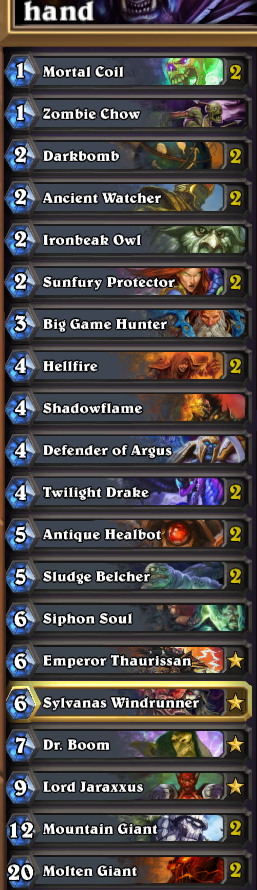 hand
1 Mortal Coil 2
1 Zombie Chow 2
2 Darkbomb 2
2 Ancient Watcher 2
2 Ironbeak Owl
2 Sunfury Protector 2
3 Big Game Hunter
4 Hellfire 2
4 Shadowflame
4 Defender of Argus
4 Twilight Drake 2
5 Antique Healbot 2
5 Sludge Belcher 2
6 Siphon Soul
6 Emperor Thaurissan
6 Sylvanas Windrunner
7 Dr. Boom
9 Lord Jaraxxus
12 Mountain Giant 2
20 Molten Giant 2